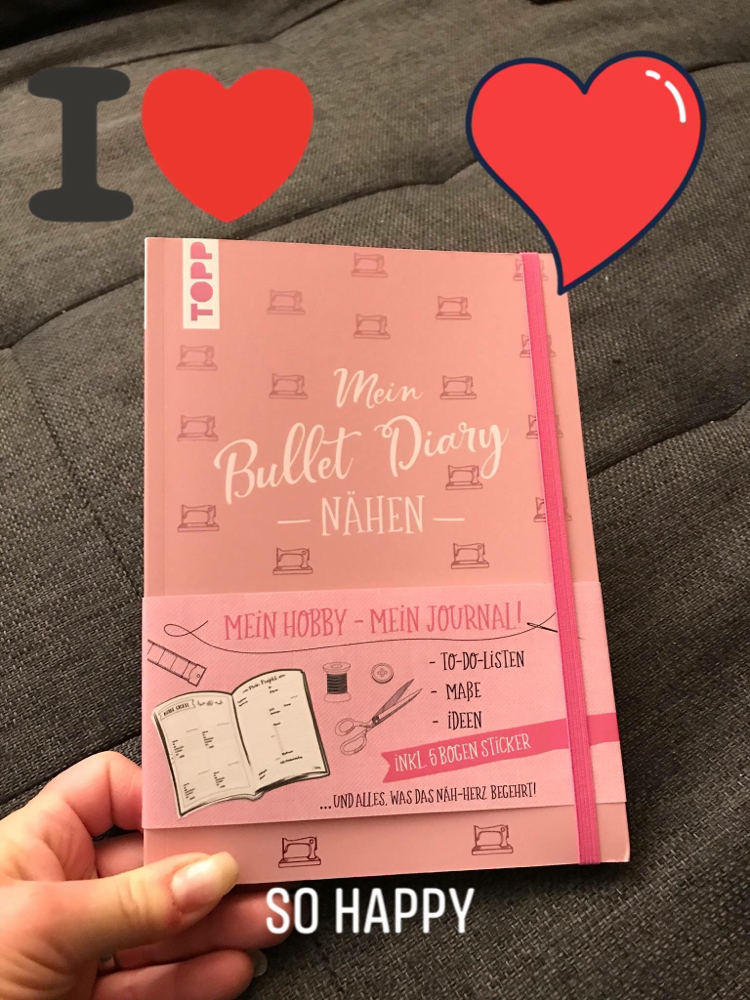 I
TOPP
Mein
Bullet Diary
— NÄHEN —
MEIN HOBBY - MEIN JOURNAL!
- TO-DO-LISTEN
- MAẞE
- IDEEN
INKL. 5 BOGEN STICKER
...UND ALLES, WAS DAS NÄH-HERZ BEGEHRT!
SO HAPPY